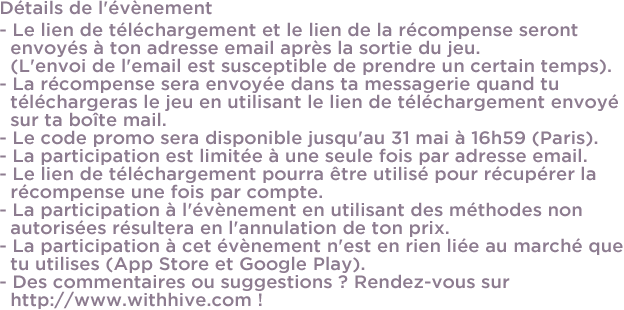 Détails de l'évènement
- Le lien de téléchargement et le lien de la récompense seront
envoyés à ton adresse email après la sortie du jeu.
(L'envoi de l'email est susceptible de prendre un certain temps).
- La récompense sera envoyée dans ta messagerie quand tu
téléchargeras le jeu en utilisant le lien de téléchargement envoyé
sur ta boîte mail.
- Le code promo sera disponible jusqu'au 31 mai à 16h59 (Paris).
- La participation est limitée à une seule fois par adresse email.
- Le lien de téléchargement pourra être utilisé pour récupérer la
récompense une fois par compte.
- La participation à l'évènement en utilisant des méthodes non
autorisées résultera en l'annulation de ton prix.
- La participation à cet évènement n'est en rien liée au marché que
tu utilises (App Store et Google Play).
- Des commentaires ou suggestions ? Rendez-vous sur
http://www.withhive.com !